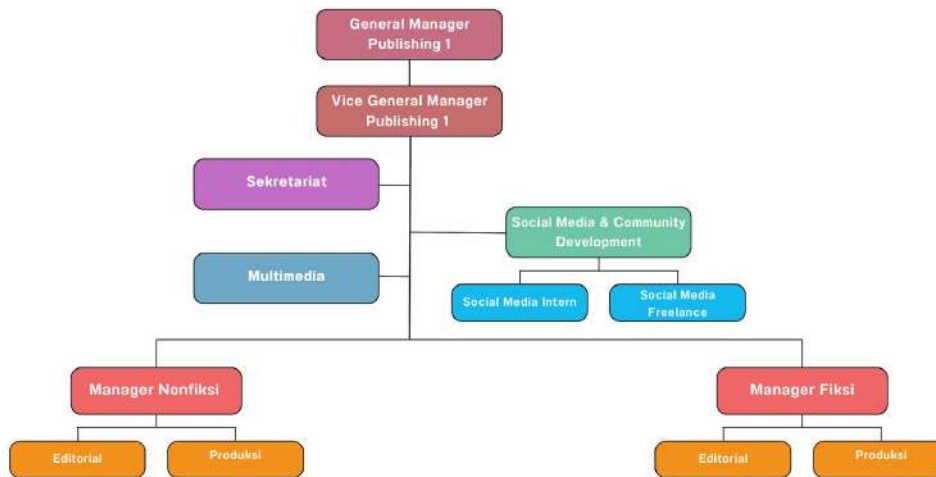 General Manager
Publishing 1
Vice General Manager
Publishing 1
Sekretariat
Social Media & Community
Development
Multimedia
Social Media Intern
Social Media
Freelance
Manager Nonfiksi
Manager Fiksi
Editorial
Produksi
Editorial
Produksi